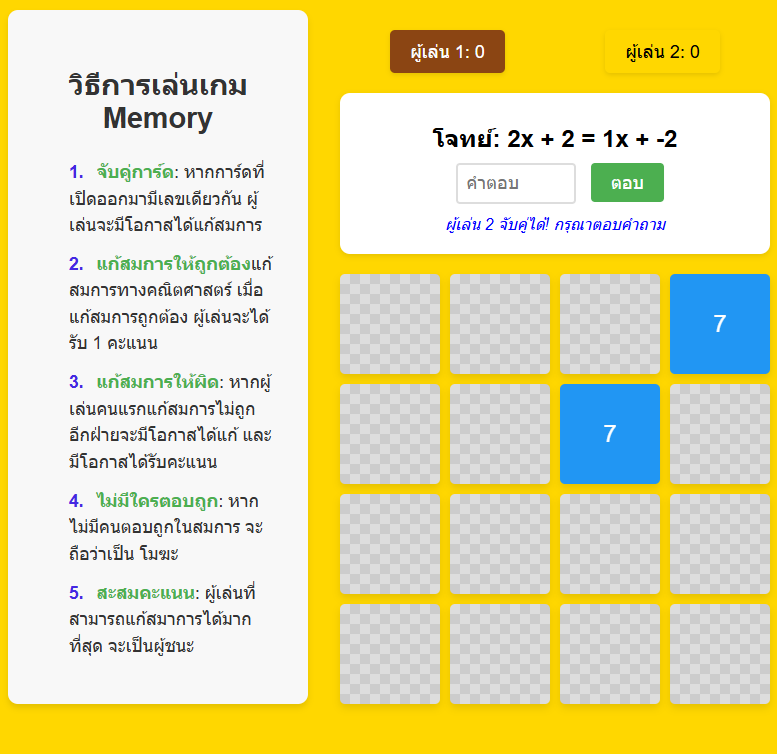 วิธีการเล่นเกม
Memory
1. จับคู่การ์ด: หากการ์ดที่
เปิดออกมามีเลขเดียวกัน ผู้
เล่นจะมีโอกาสได้แก้สมการ
2. แก้สมการให้ถูกต้องแก้
สมการทางคณิตศาสตร์ เมื่อ
แก้สมการถูกต้อง ผู้เล่นจะได้
รับ 1 คะแนน
3. แก้สมการให้ผิด: หากผู้
เล่นคนแรกแก้สมการไม่ถูก
อีกฝ่ายจะมีโอกาสได้แก้ และ
มีโอกาสได้รับคะแนน
4. ไม่มีใครตอบถูก: หาก
ไม่มีคนตอบถูกในสมการ จะ
ถือว่าเป็น โมฆะ
5. สะสมคะแนน: ผู้เล่นที่
สามารถแก้สมาการได้มาก
ที่สุด จะเป็นผู้ชนะ
ผู้เล่น 1: 0
ผู้เล่น 2: 0
โจทย์: 2x + 2 = 1x + -2
คำตอบ
ตอบ
ผู้เล่น 2 จับคู่ได้! กรุณาตอบคำถาม
7
7